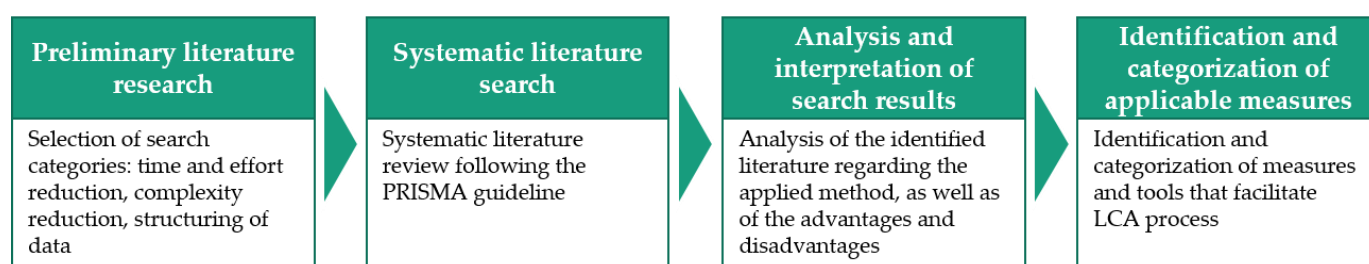 Preliminary literature
research
Selection of search
categories: time and effort
reduction, complexity
reduction, structuring of
data
Systematic literature
search
Systematic literature
review following the
PRISMA guideline
Analysis and
interpretation of
search results
Analysis of the identified
literature regarding the
applied method, as well as
of the advantages and
disadvantages
Identification and
categorization of
applicable measures
Identification and
categorization of measures
and tools that facilitate
LCA process